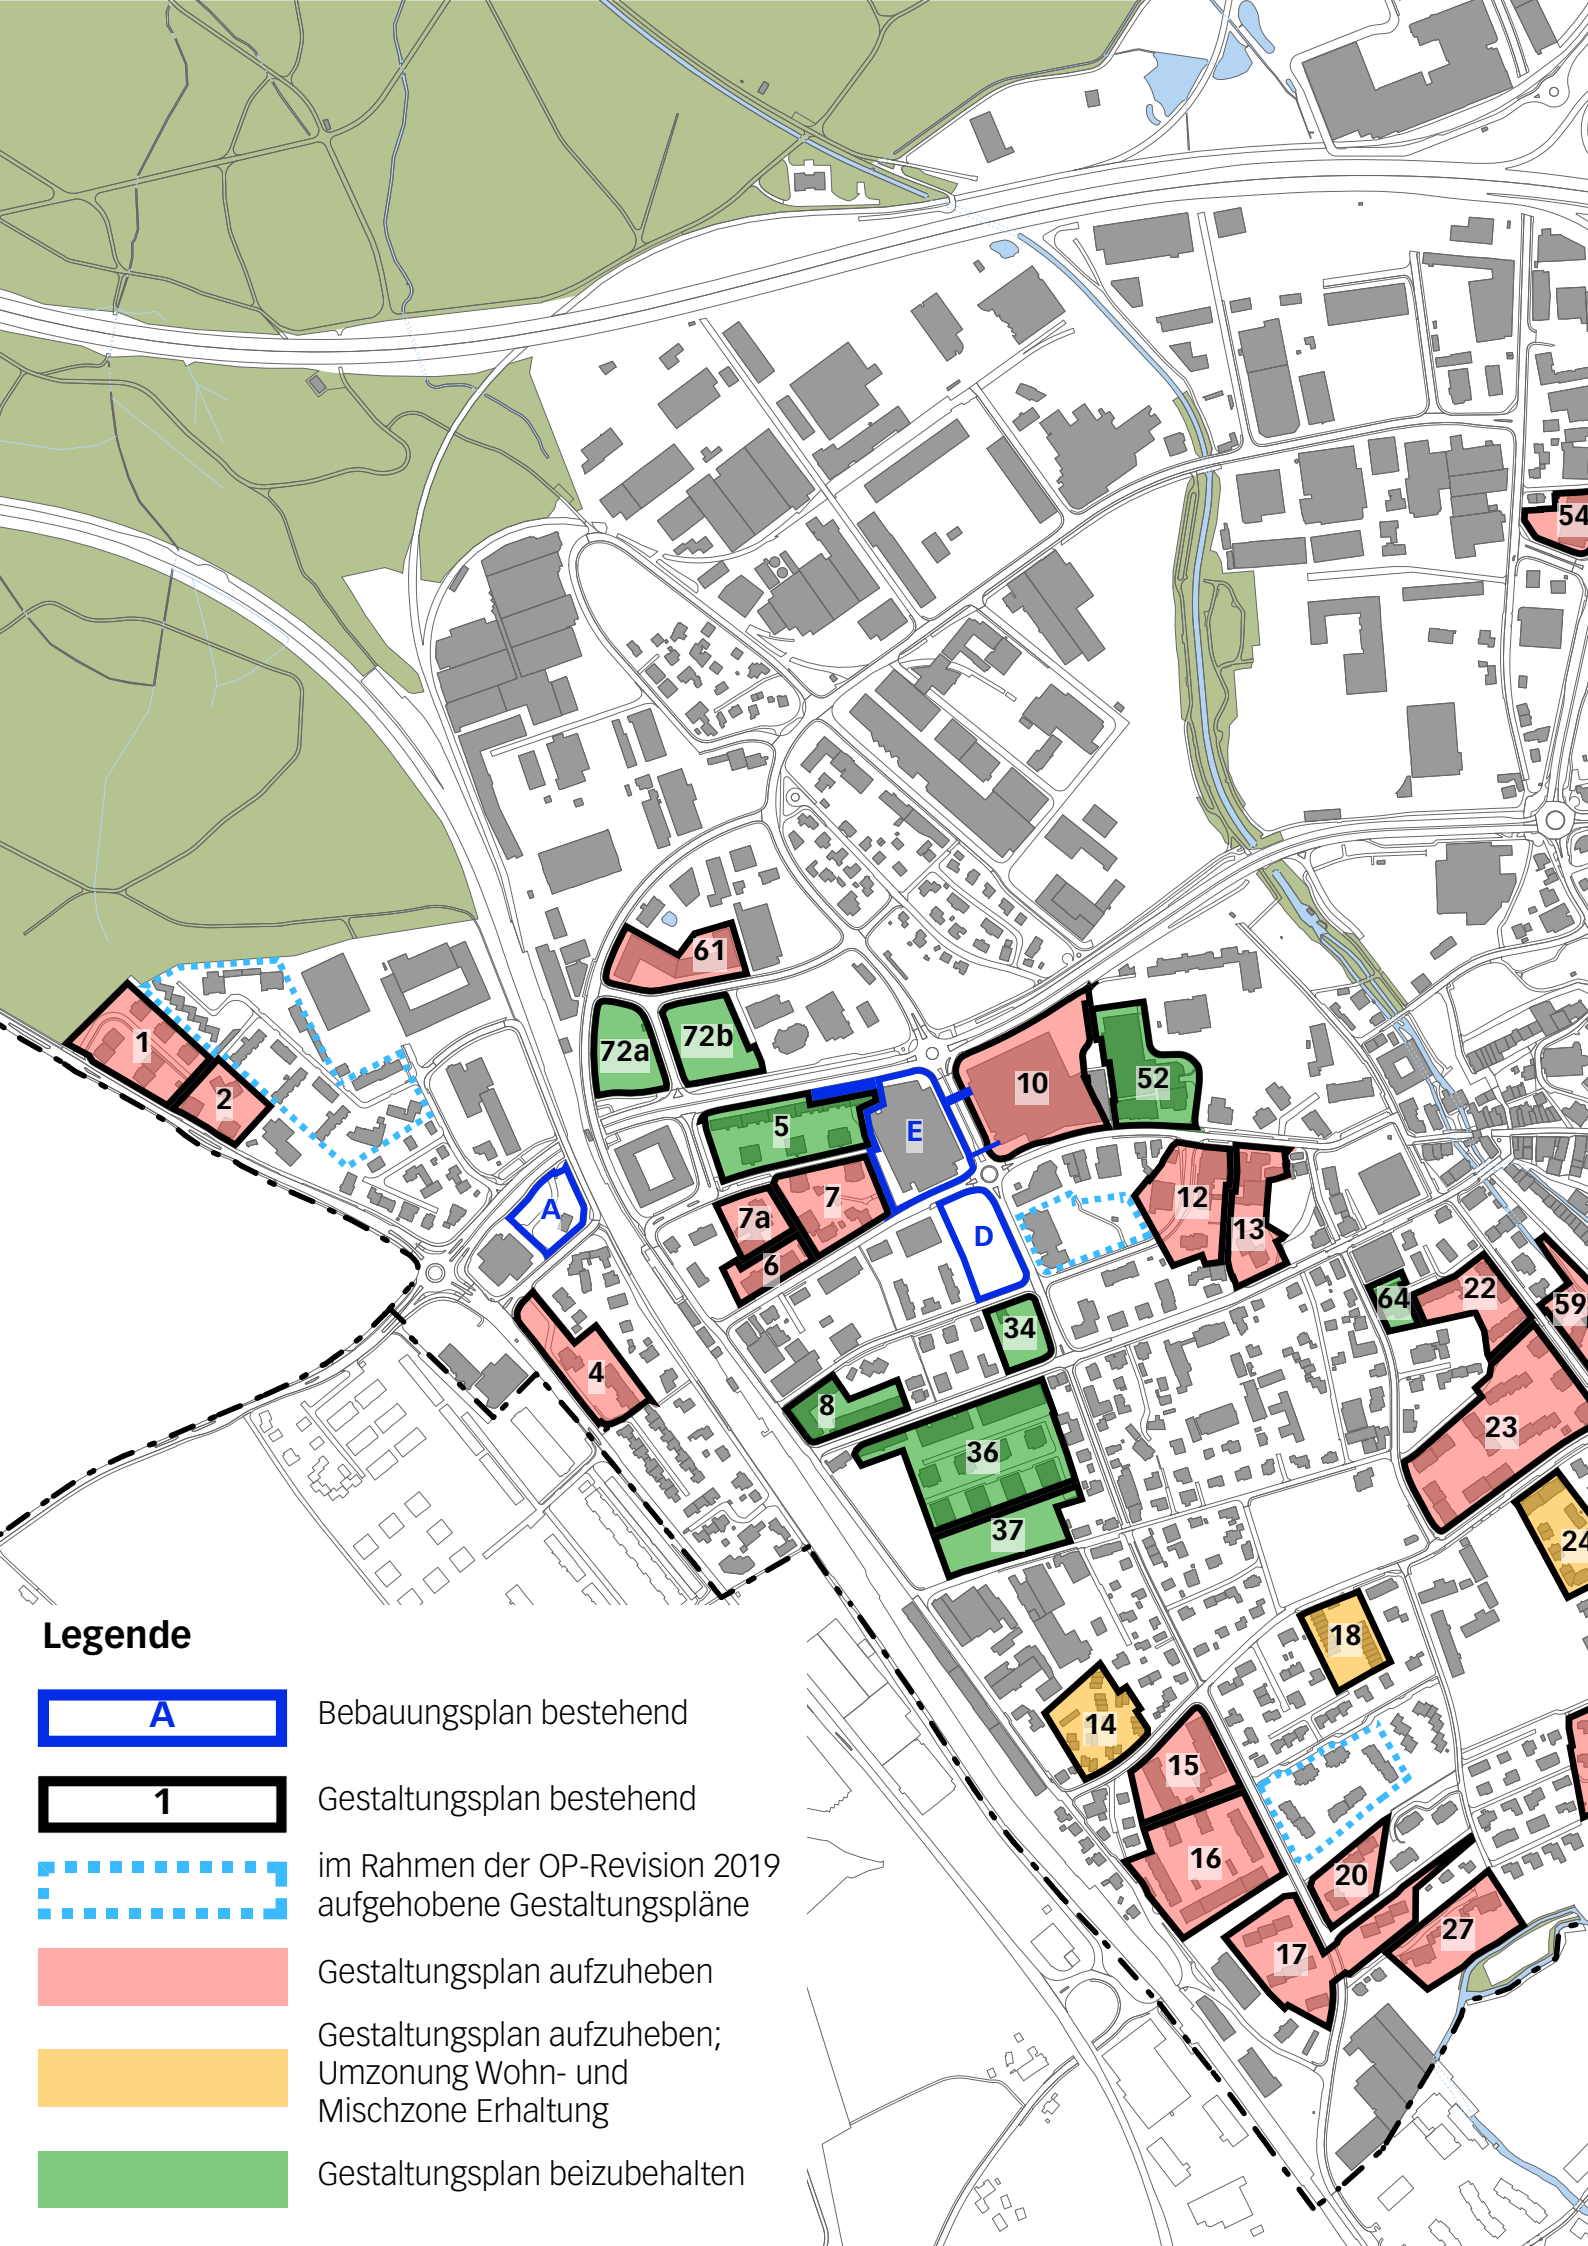 54
61
72a
72b
1
2
10
52
5
E
7
7a
6
A
D
12
13
34
64
22
59
4
8
36
37
23
24
18
14
15
16
20
17
27
Legende
A
Bebauungsplan bestehend
1
Gestaltungsplan bestehend
im Rahmen der OP-Revision 2019
aufgehobene Gestaltungspläne
Gestaltungsplan aufzuheben
Gestaltungsplan aufzuheben;
Umzonung Wohn- und
Mischzone Erhaltung
Gestaltungsplan beizubehalten